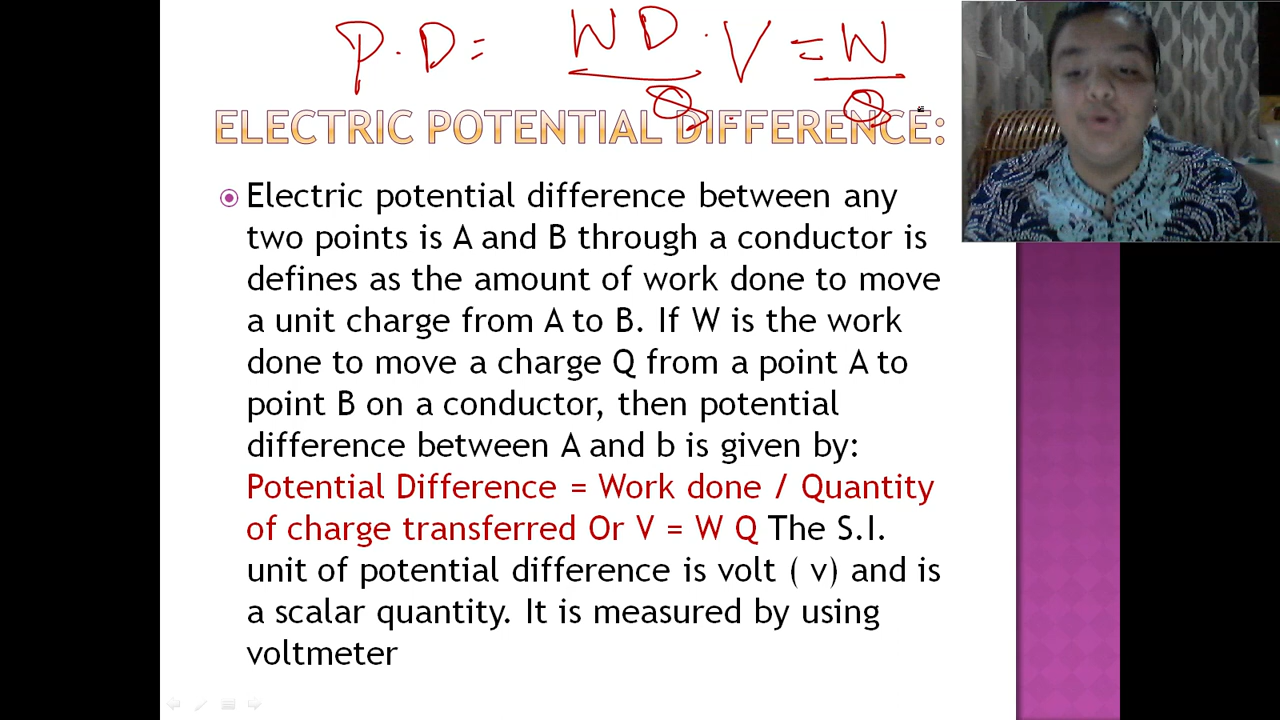 P.D = WD . V = W
Q Q
ELECTRIC POTENTIAL DIFFERENCE:
Electric potential difference between any
two points is A and B through a conductor is
defines as the amount of work done to move
a unit charge from A to B. If W is the work
done to move a charge Q from a point A to
point B on a conductor, then potential
difference between A and b is given by:
Potential Difference = Work done / Quantity
of charge transferred Or V = W Q The S.I.
unit of potential difference is volt ( v) and is
a scalar quantity. It is measured by using
voltmeter